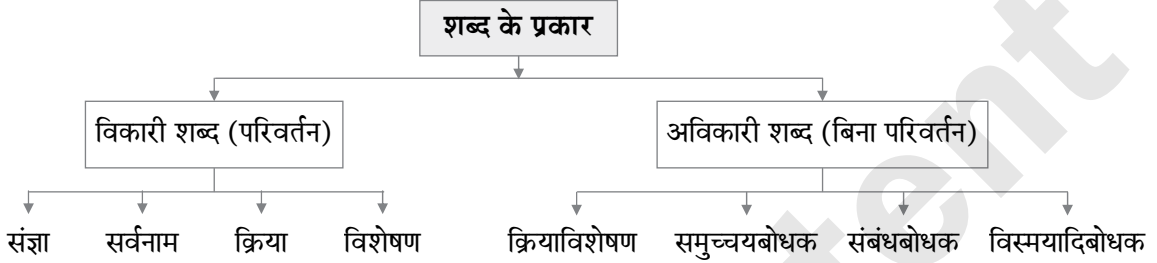 शब्द के प्रकार
विकारी शब्द (परिवर्तन) अविकारी शब्द (बिना परिवर्तन)
संज्ञा सर्वनाम क्रिया विशेषण क्रियाविशेषण समुच्चयबोधक संबंधबोधक विस्मयादिबोधक